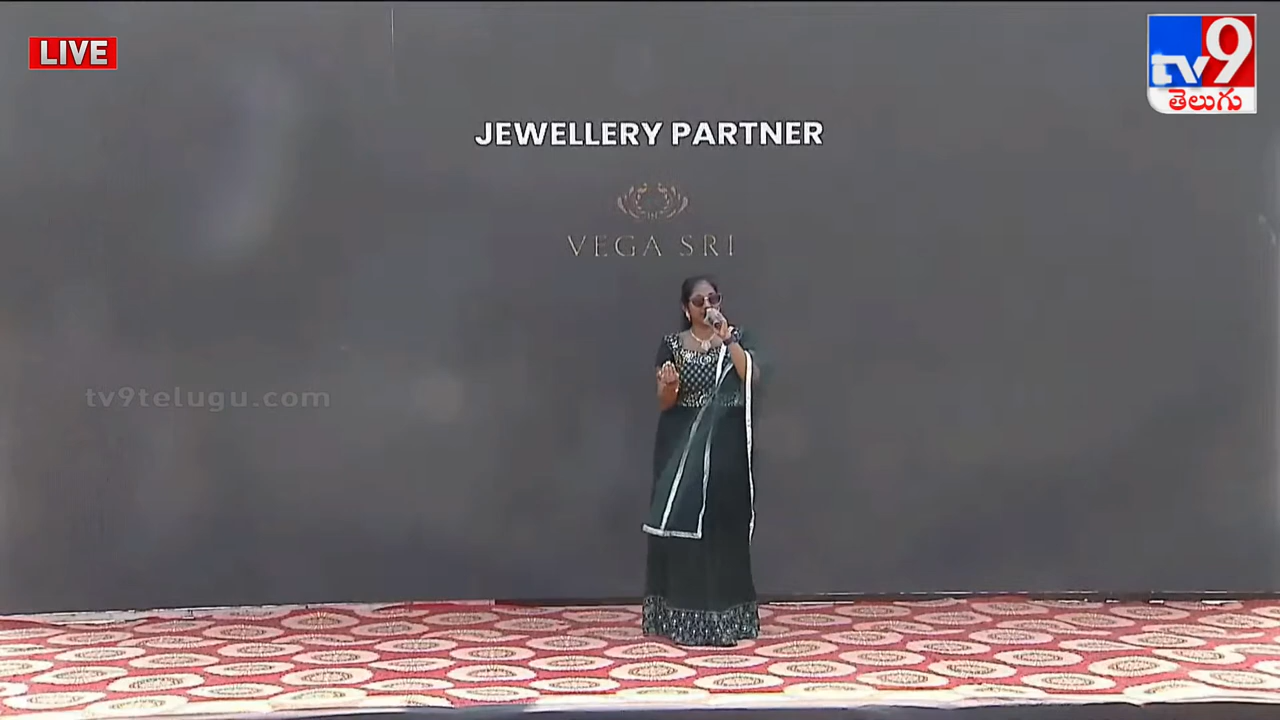 LIVE
tv9
తెలుగు
JEWELLERY PARTNER
VEGA SRI
tv9telugu.com